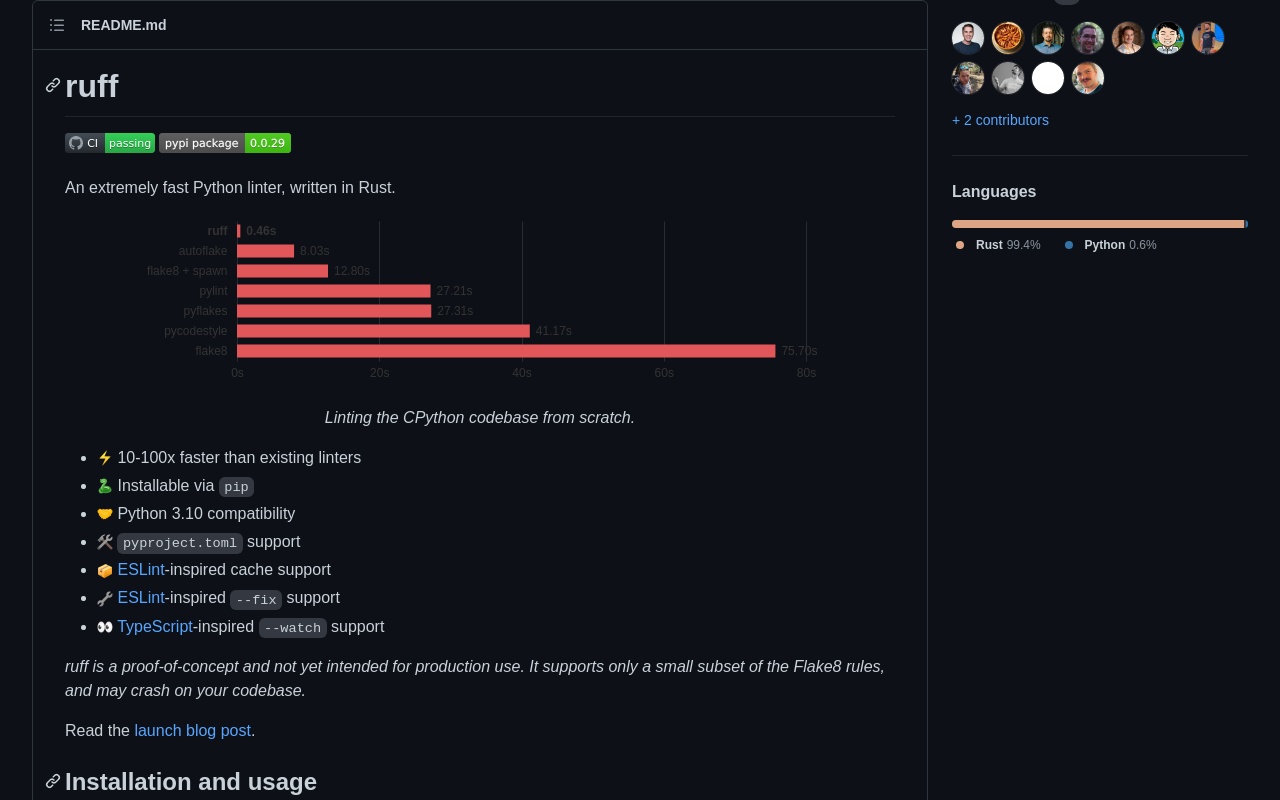 README.md
ruff
CI passing pypi package 0.0.29
An extremely fast Python linter, written in Rust.
ruff 0.46s
autoflake 8.03s
flake8 + spawn 12.80s
pylint 27.21s
pyflakes 27.31s
pycodestyle 41.17s
flake8 75.70s
0s 20s 40s 60s 80s
Linting the CPython codebase from scratch.
• ⚡ 10-100x faster than existing linters
• 🐍 Installable via pip
• 🤝 Python 3.10 compatibility
• 🛠️ pyproject.toml support
• 📦 ESLint-inspired cache support
• 🔧 ESLint-inspired --fix support
• 👀 TypeScript-inspired --watch support
ruff is a proof-of-concept and not yet intended for production use. It supports only a small subset of the Flake8 rules,
and may crash on your codebase.
Read the launch blog post.
Installation and usage
+ 2 contributors
Languages
Rust 99.4% Python 0.6%